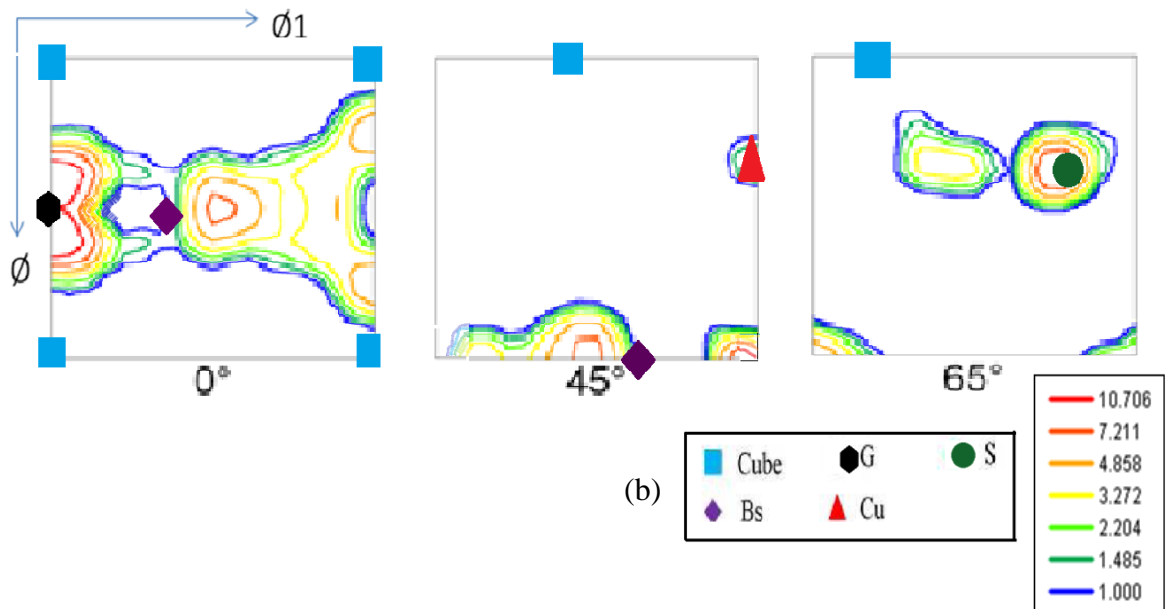 Ø1
Ø
0°
45°
65°
(b)
Cube
G
S
Bs
Cu
10.706
7.211
4.858
3.272
2.204
1.485
1.000